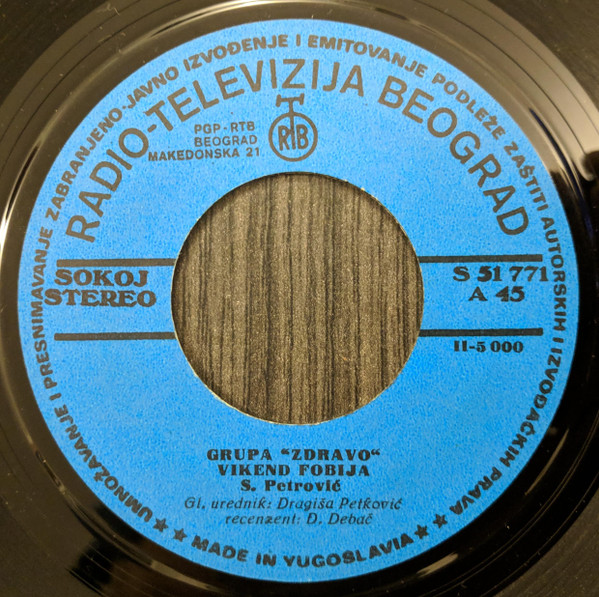 UMNOŽAVANJE I PRESNIMAVANJE ZABRANJENO-JAVNO IZVOĐENJE I EMITOVANJE PODLEŽE ZAŠTITI AUTORSKIM I IZVOĐAČKIM PRAVA
RADIO-TELEVIZIJA BEOGRAD
PGP-RTB
BEOGRAD
MAKEDONSKA 21.
RTB
SOKOJ
STEREO
S 51 771
A 45
II-5 000
GRUPA "ZDRAVO"
VIKEND FOBIJA
S. Petrović
Gl, urednik: Dragiša Petković
recenzent: D. Debač
★ ★ MADE IN YUGOSLAVIA ★ ★